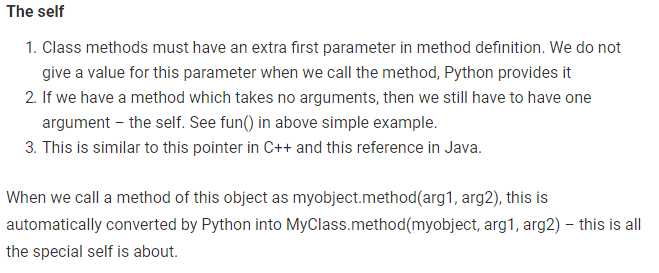 The self
1. Class methods must have an extra first parameter in method definition. We do not
give a value for this parameter when we call the method, Python provides it
2. If we have a method which takes no arguments, then we still have to have one
argument – the self. See fun() in above simple example.
3. This is similar to this pointer in C++ and this reference in Java.
When we call a method of this object as myobject.method(arg1, arg2), this is
automatically converted by Python into MyClass.method(myobject, arg1, arg2) – this is all
the special self is about.